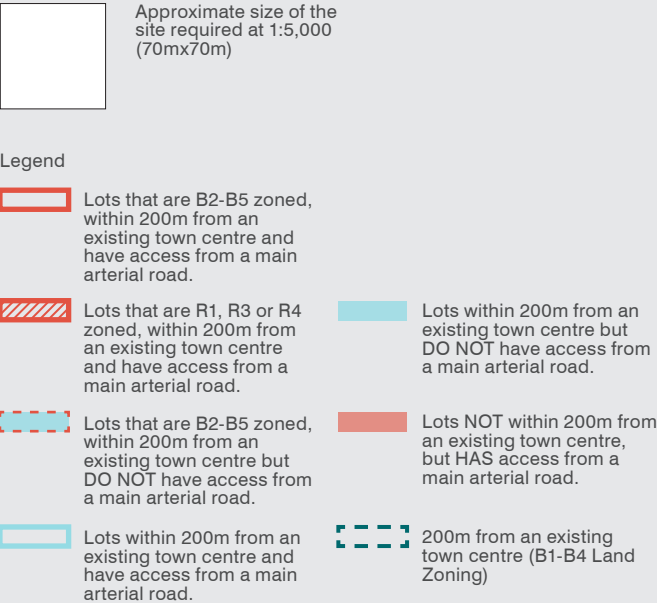 Approximate size of the
site required at 1:5,000
(70mx70m)
Legend
Lots that are B2-B5 zoned,
within 200m from an
existing town centre and
have access from a main
arterial road.
Lots that are R1, R3 or R4
zoned, within 200m from
an existing town centre
and have access from a
main arterial road.
Lots that are B2-B5 zoned,
within 200m from an
existing town centre but
DO NOT have access from
a main arterial road.
Lots within 200m from an
existing town centre and
have access from a main
arterial road.
Lots within 200m from an
existing town centre but
DO NOT have access from
a main arterial road.
Lots NOT within 200m from
an existing town centre,
but HAS access from a
main arterial road.
200m from an existing
town centre (B1-B4 Land
Zoning)